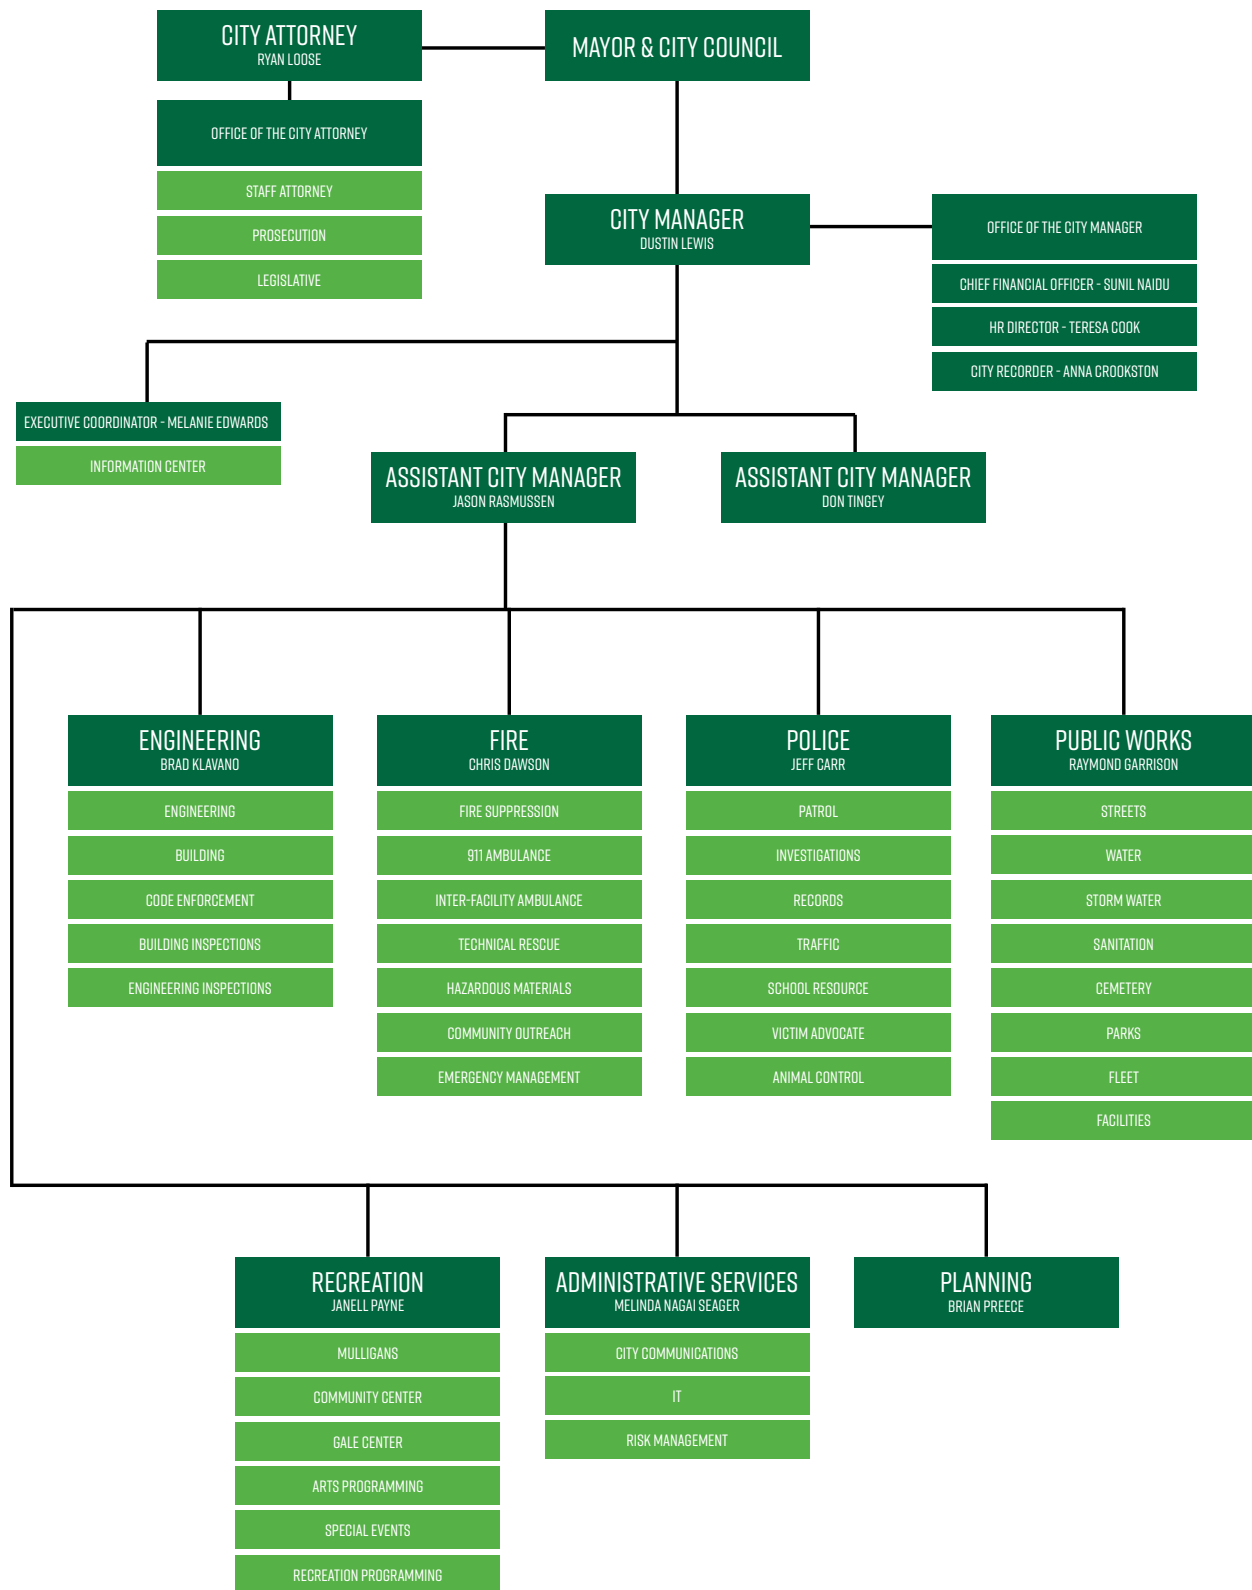 CITY ATTORNEY
RYAN LOOSE
MAYOR & CITY COUNCIL
OFFICE OF THE CITY ATTORNEY
STAFF ATTORNEY
PROSECUTION
LEGISLATIVE
CITY MANAGER
DUSTIN LEWIS
OFFICE OF THE CITY MANAGER
CHIEF FINANCIAL OFFICER - SUNIL NAIDU
HR DIRECTOR - TERESA COOK
CITY RECORDER - ANNA CROOKSTON
EXECUTIVE COORDINATOR - MELANIE EDWARDS
INFORMATION CENTER
ASSISTANT CITY MANAGER
JASON RASMUSSEN
ASSISTANT CITY MANAGER
DON TINGEY
ENGINEERING
BRAD KLAVANO
ENGINEERING
BUILDING
CODE ENFORCEMENT
BUILDING INSPECTIONS
ENGINEERING INSPECTIONS
FIRE
CHRIS DAWSON
FIRE SUPPRESSION
911 AMBULANCE
INTER-FACILITY AMBULANCE
TECHNICAL RESCUE
HAZARDOUS MATERIALS
COMMUNITY OUTREACH
EMERGENCY MANAGEMENT
POLICE
JEFF CARR
PATROL
INVESTIGATIONS
RECORDS
TRAFFIC
SCHOOL RESOURCE
VICTIM ADVOCATE
ANIMAL CONTROL
PUBLIC WORKS
RAYMOND GARRISON
STREETS
WATER
STORM WATER
SANITATION
CEMETERY
PARKS
FLEET
FACILITIES
RECREATION
JANELL PAYNE
MULLIGANS
COMMUNITY CENTER
GALE CENTER
ARTS PROGRAMMING
SPECIAL EVENTS
RECREATION PROGRAMMING
ADMINISTRATIVE SERVICES
MELINDA NAGAI SEAGER
CITY COMMUNICATIONS
IT
RISK MANAGEMENT
PLANNING
BRIAN PREECE